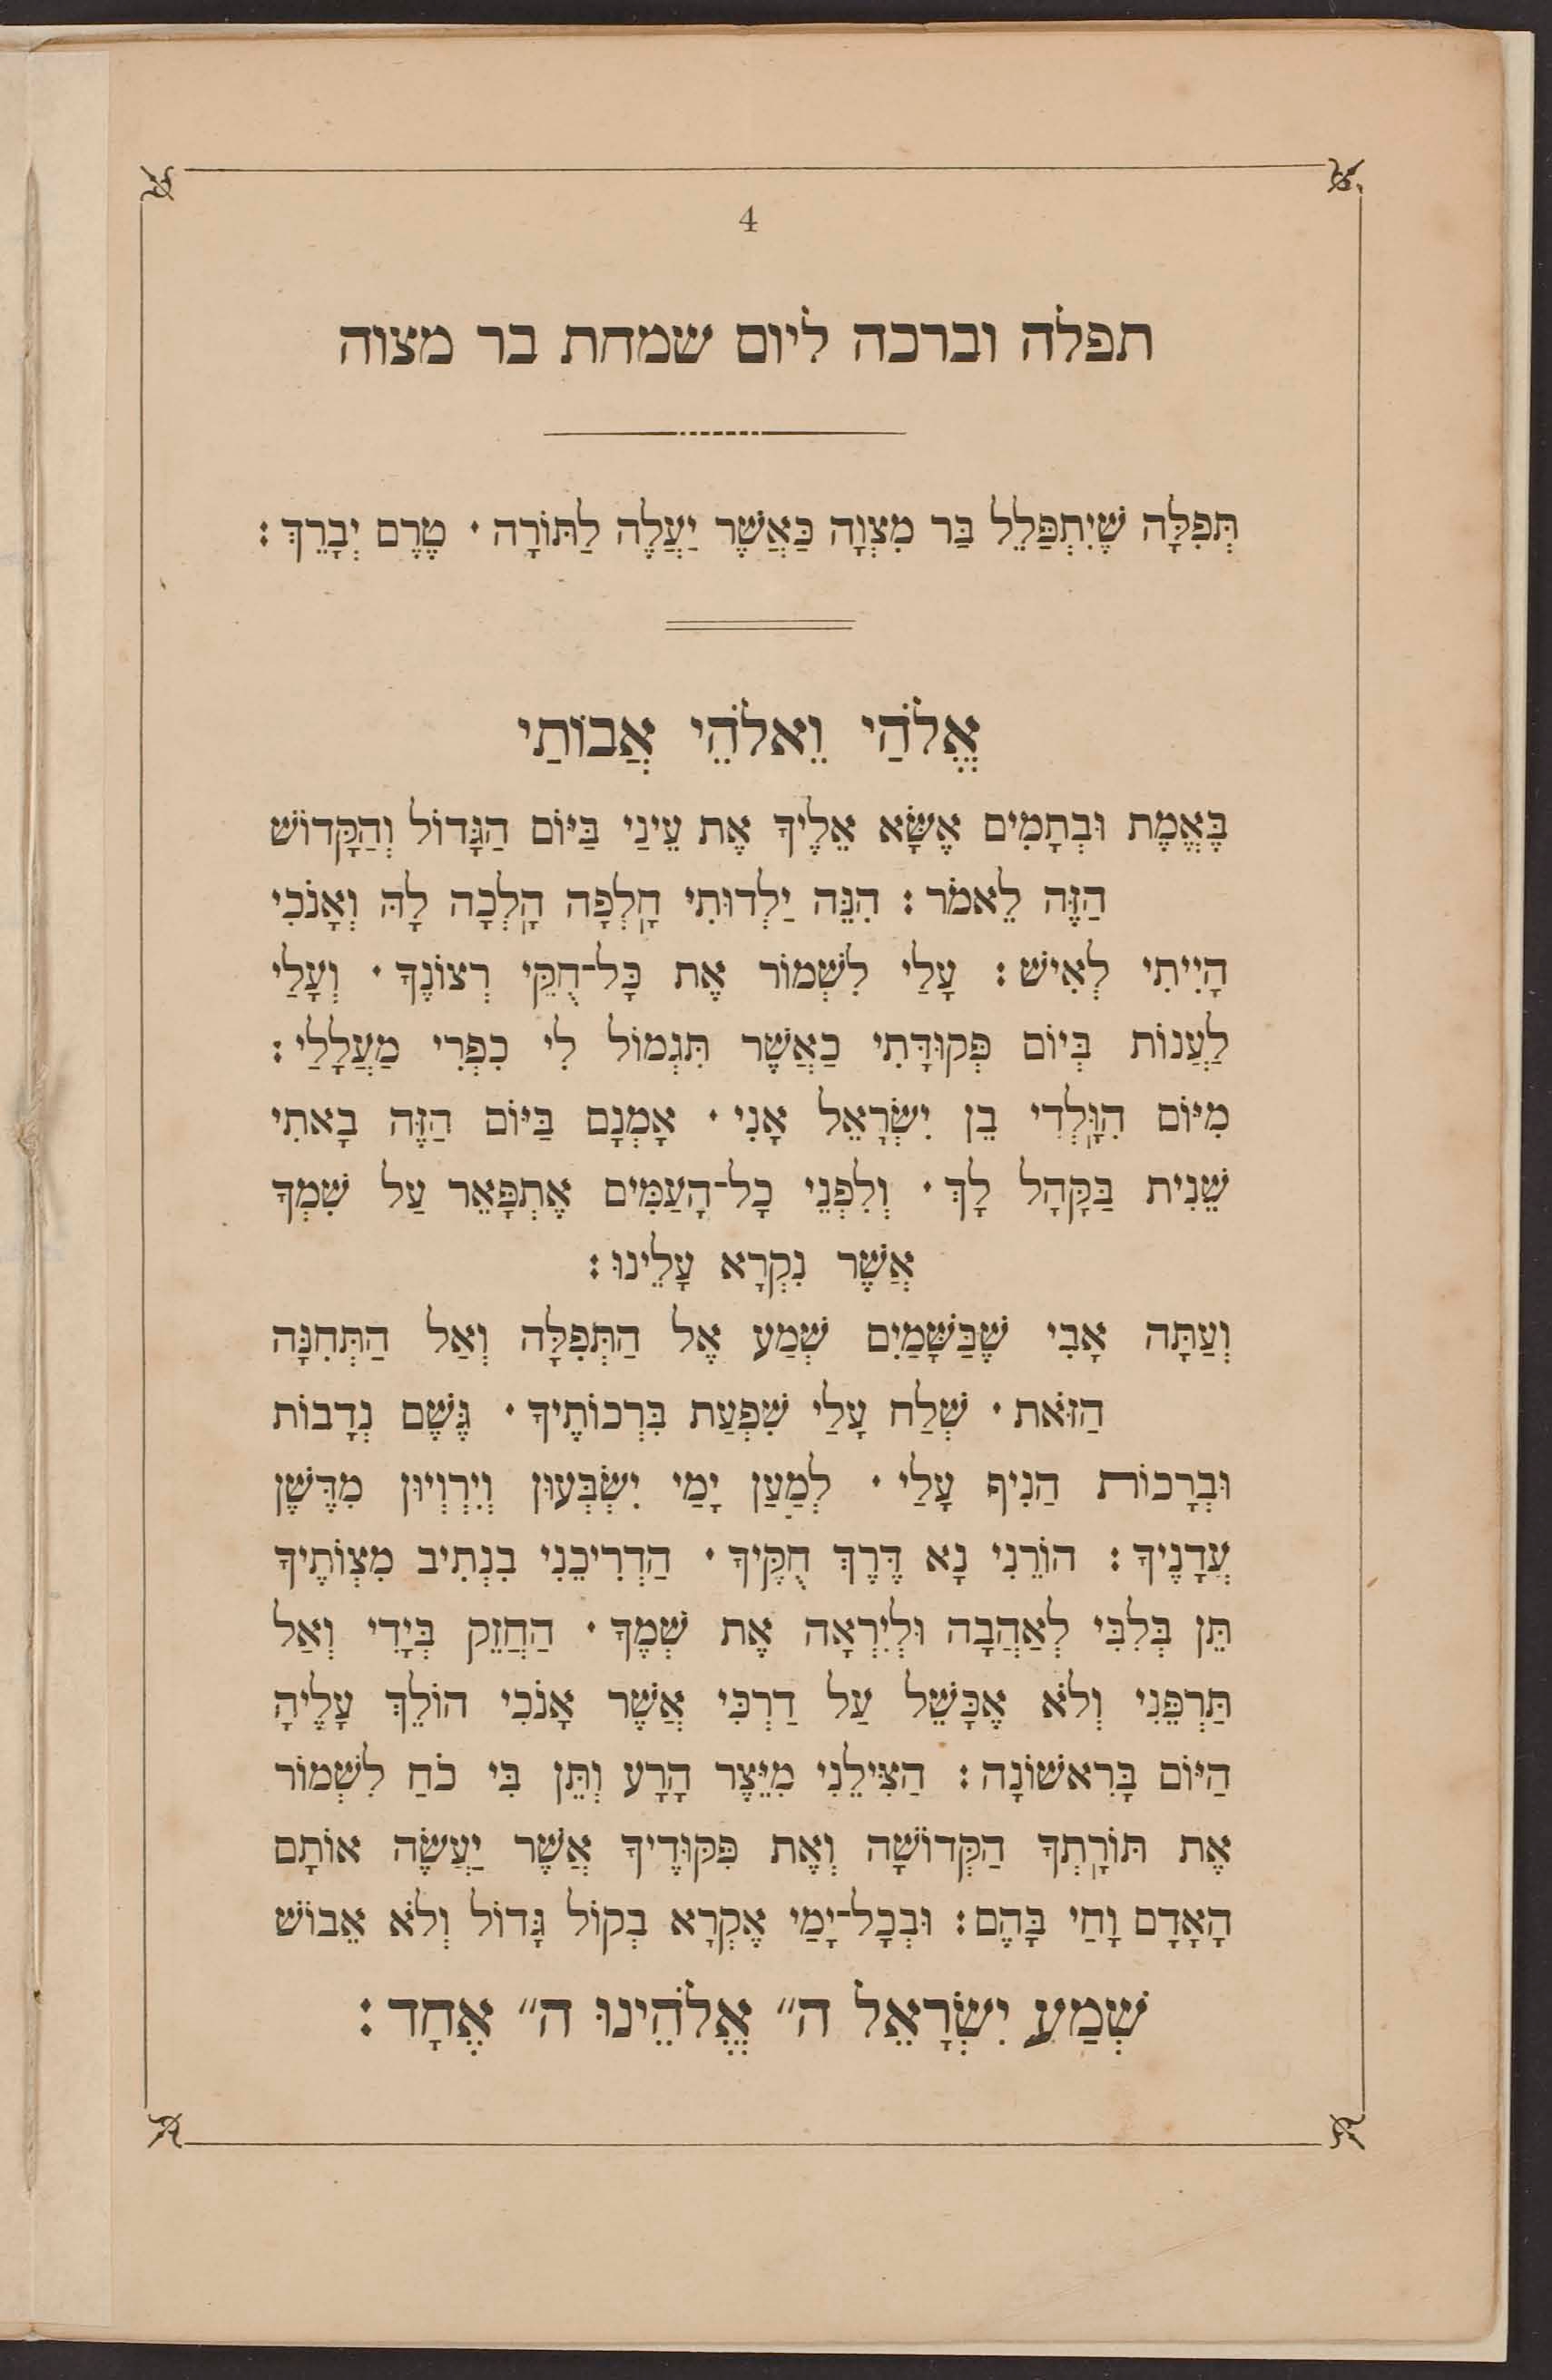 4
תפלה וברכה ליום שמחת בר מצוה
תְּפִלָּה שֶׁיִתְפַּלֵל בַּר מִצְוָה כַּאֲשֶׁר יַעֲלֶה לַתּוֹרָה · טֶרֶם יְבָרֵךְ :
אֱלֹהַי וֵאלֹהֵי אֲבוֹתַי
בֶּאֱמֶת וּבְתָמִים אֶשָּׂא אֵלֶיךָ אֶת עֵינַי בַּיּוֹם הַגָּדוֹל וְהַקָּדוֹשׁ
הַזֶּה לֵאמֹר : הִנֵּה יַלְדוּתִי חָלְפָה הָלְכָה לָהּ וְאָנֹכִי
הָיִיתִי לְאִישׁ : עָלַי לִשְׁמוֹר אֶת כָּל־חֻקֵּי רְצוֹנֶךָ · וְעָלַי
לַעֲנוֹת בְּיוֹם פְּקוּדָּתִי כַאֲשֶׁר תִּגְמוֹל לִי כִפְרִי מַעֲלָלַי :
מִיּוֹם הִוָּלְדִי בֵן יִשְׂרָאֵל אָנִי · אָמְנָם בַּיּוֹם הַזֶּה בָאתִי
שֵׁנִית בַּקָּהָל לָךְ · וְלִפְנֵי כָל־הָעַמִּים אֶתְפָּאֵר עַל שִׁמְךָ
אֲשֶׁר נִקְרָא עָלֵינוּ :
וְעַתָּה אָבִי שֶׁבַּשָּׁמַיִם שְׁמַע אֶל הַתְּפִלָּה וְאַל הַתְּחִנָּה
הַזֹּאת · שְׁלַח עָלַי שִׁפְעַת בִּרְכוֹתֶיךָ · גֶּשֶׁם נְדָבוֹת
וּבְרָכוֹת הַנִיף עָלַי · לְמַעַן יָמַי יִשְׂבְּעוּן וְיִרְוְיוּן מִדֶּשֶׁן
עֲדָנֶיךָ : הוֹרֵנִי נָא דֶּרֶךְ חֻקֶּיךָ · הַדְרִיכֵנִי בִנְתִיב מִצְוֹתֶיךָ
תֵּן בְּלִבִּי לְאַהֲבָה וּלְיִרְאָה אֶת שְׁמֶךָ · הַחֲזֵק בְּיָדִי וְאַל
תַּרְפֵּנִי וְלֹא אֶכָּשֵׁל עַל דַרְכִּי אֲשֶׁר אָנֹכִי הוֹלֵךְ עָלֶיהָ
הַיּוֹם בָּרִאשׁוֹנָה : הַצִּילֵנִי מִיֵּצֶר הָרָע וְתֵּן בִּי כֹחַ לִשְׁמוֹר
אֶת תּוֹרָתְךָ הַקְּדוֹשָׁה וְאֶת פִּקּוּדֶיךָ אֲשֶׁר יַעֲשֶׂה אוֹתָם
הָאָדָם וָחַי בָּהֶם : וּבְכָל־יָמַי אֶקְרָא בְקוֹל גָּדוֹל וְלֹא אֵבוֹשׁ
שְׁמַע יִשְׂרָאֵל ה״ אֱלֹהֵינוּ ה״ אֶחָד :